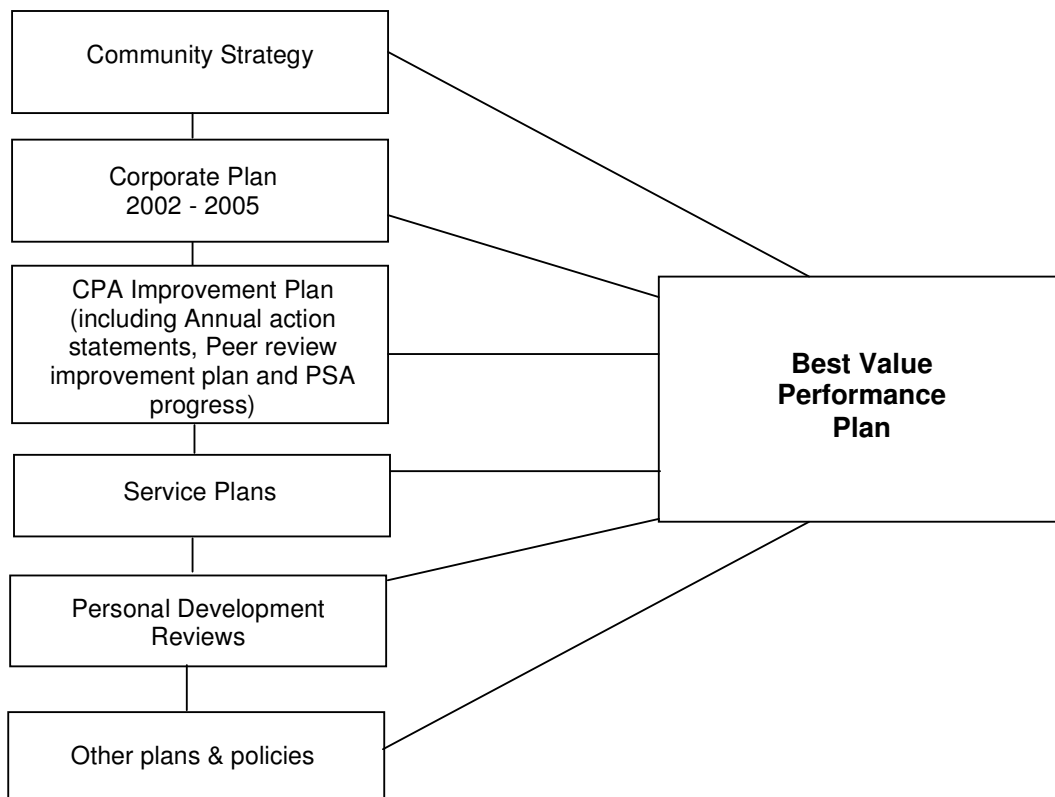 Community Strategy
Corporate Plan
2002 - 2005
CPA Improvement Plan
(including Annual action
statements, Peer review
improvement plan and PSA
progress)
Service Plans
Personal Development
Reviews
Other plans & policies
Best Value
Performance
Plan